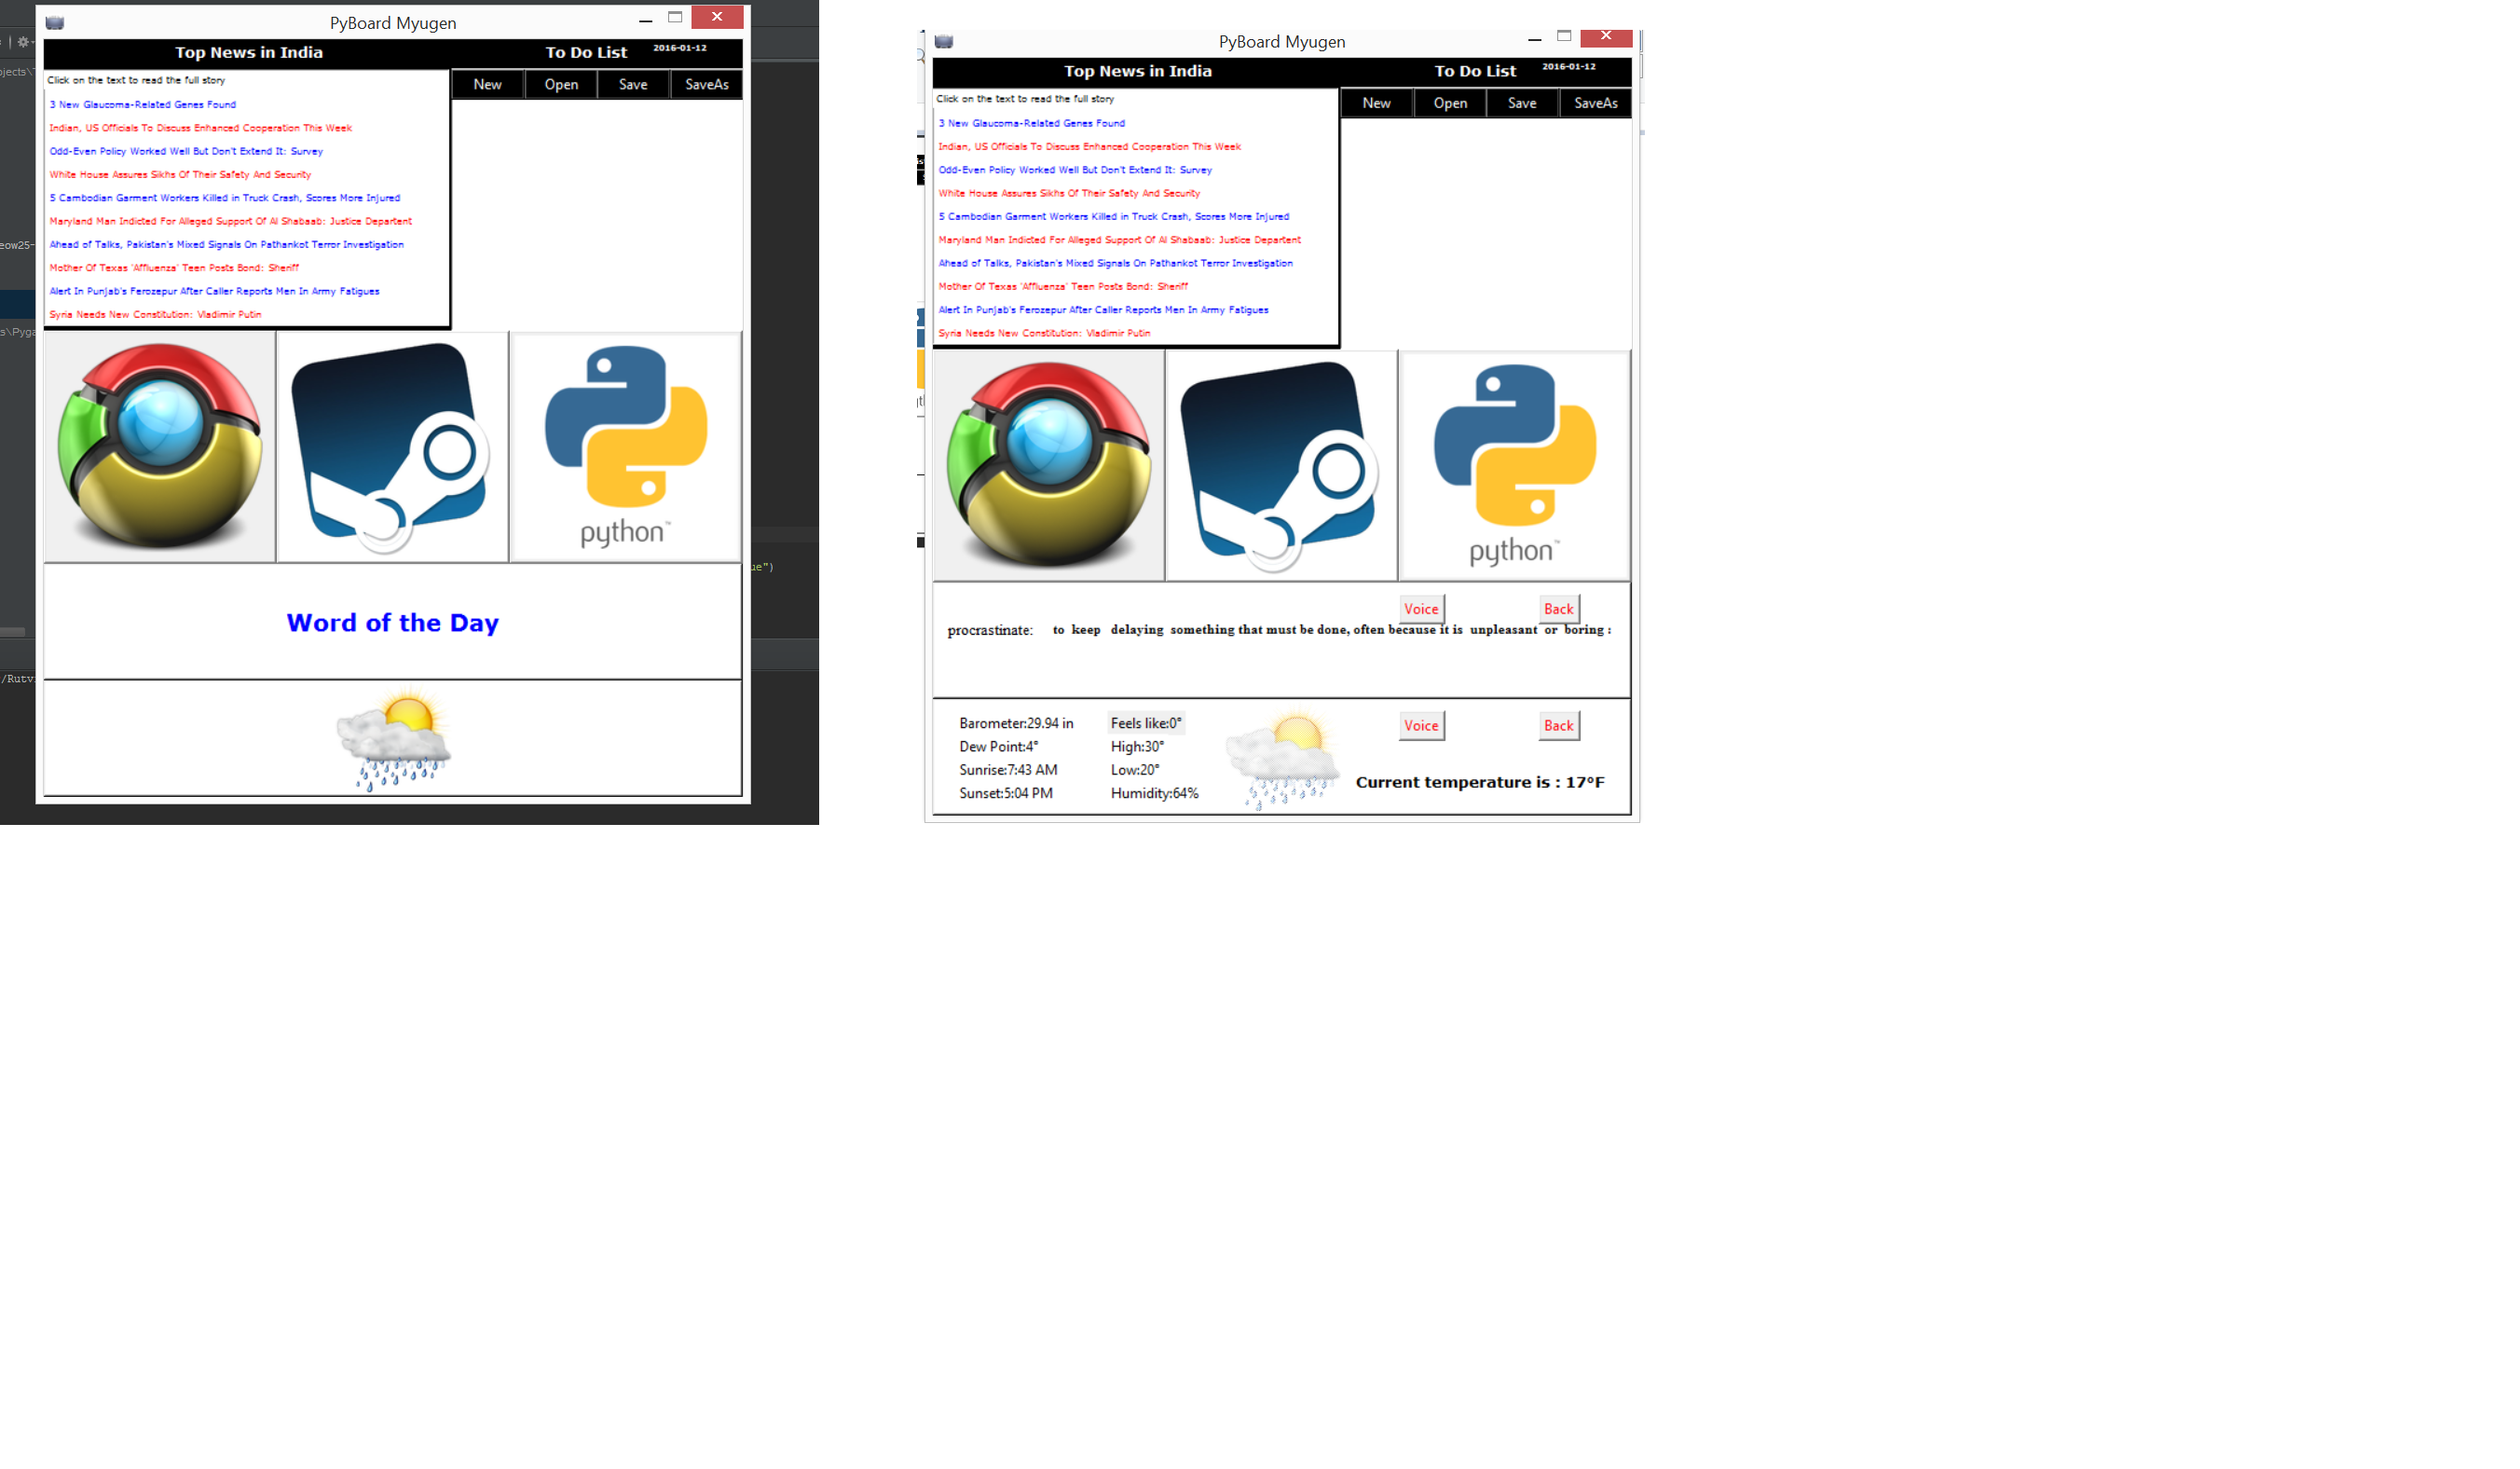 PyBoard Myugen
Top News in India
To Do List 2016-01-12
Click on the text to read the full story
New Open Save SaveAs
3 New Glaucoma-Related Genes Found
Indian, US Officials To Discuss Enhanced Cooperation This Week
Odd-Even Policy Worked Well But Don't Extend It: Survey
White House Assures Sikhs Of Their Safety And Security
5 Cambodian Garment Workers Killed in Truck Crash, Scores More Injured
Maryland Man Indicted For Alleged Support Of Al Shabaab: Justice Departent
Ahead of Talks, Pakistan's Mixed Signals On Pathankot Terror Investigation
Mother Of Texas 'Affluenza' Teen Posts Bond: Sheriff
Alert In Punjab's Ferozepur After Caller Reports Men In Army Fatigues
Syria Needs New Constitution: Vladimir Putin
python™
Word of the Day
ojects\
eow25-
s\Pyga
/Rutv
ue")
PyBoard Myugen
Top News in India
To Do List 2016-01-12
Click on the text to read the full story
New Open Save SaveAs
3 New Glaucoma-Related Genes Found
Indian, US Officials To Discuss Enhanced Cooperation This Week
Odd-Even Policy Worked Well But Don't Extend It: Survey
White House Assures Sikhs Of Their Safety And Security
5 Cambodian Garment Workers Killed in Truck Crash, Scores More Injured
Maryland Man Indicted For Alleged Support Of Al Shabaab: Justice Departent
Ahead of Talks, Pakistan's Mixed Signals On Pathankot Terror Investigation
Mother Of Texas 'Affluenza' Teen Posts Bond: Sheriff
Alert In Punjab's Ferozepur After Caller Reports Men In Army Fatigues
Syria Needs New Constitution: Vladimir Putin
python™
Voice Back
procrastinate: to keep delaying something that must be done, often because it is unpleasant or boring :
Barometer:29.94 in Feels like:0° Voice Back
Dew Point:4° High:30°
Sunrise:7:43 AM Low:20°
Current temperature is : 17°F
Sunset:5:04 PM Humidity:64%